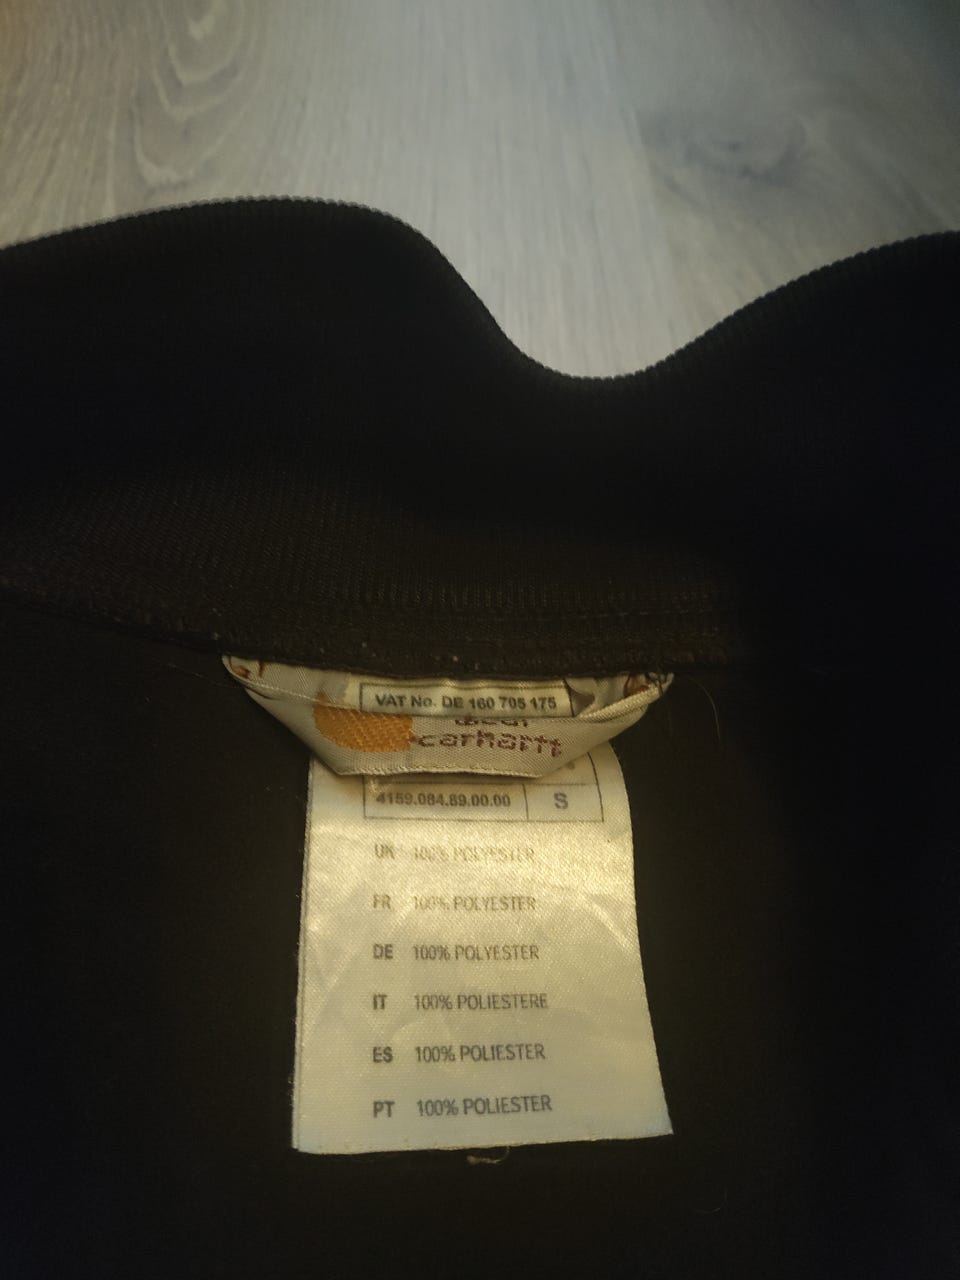 VAT No. DE 160 705 175
carhartt
4159.084.89.00.00 S
UK 100% POLYESTER
FR 100% POLYESTER
DE 100% POLYESTER
IT 100% POLIESTERE
ES 100% POLIESTER
PT 100% POLIESTER